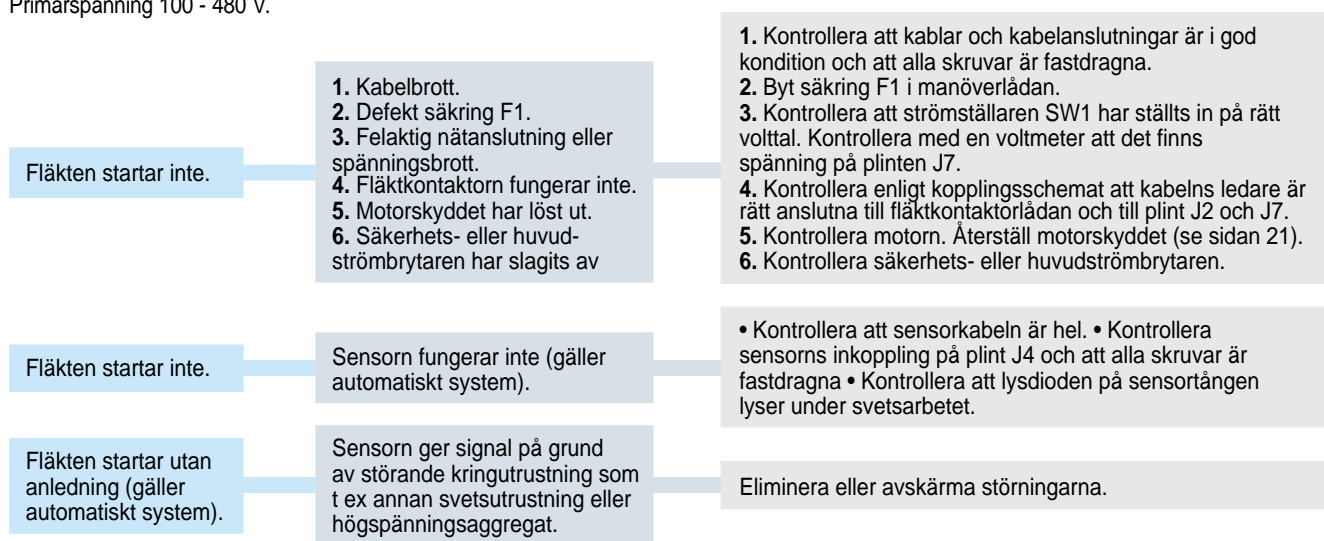 Primärspänning 100 - 480 V.
Fläkten startar inte.
1. Kabelbrott.
2. Defekt säkring F1.
3. Felaktig nätanslutning eller
spänningsbrott.
4. Fläktkontaktorn fungerar inte.
5. Motorskyddet har löst ut.
6. Säkerhets- eller huvud-
strömbrytaren har slagits av
1. Kontrollera att kablar och kabelanslutningar är i god
kondition och att alla skruvar är fastdragna.
2. Byt säkring F1 i manöverlådan.
3. Kontrollera att strömställaren SW1 har ställts in på rätt
volttal. Kontrollera med en voltmeter att det finns
spänning på plinten J7.
4. Kontrollera enligt kopplingsschemat att kabelns ledare är
rätt anslutna till fläktkontaktorlådan och till plint J2 och J7.
5. Kontrollera motorn. Återställ motorskyddet (se sidan 21).
6. Kontrollera säkerhets- eller huvudströmbrytaren.
Fläkten startar inte.
Sensorn fungerar inte (gäller
automatiskt system).
• Kontrollera att sensorkabeln är hel. • Kontrollera
sensorns inkoppling på plint J4 och att alla skruvar är
fastdragna • Kontrollera att lysdioden på sensortången
lyser under svetsarbetet.
Fläkten startar utan
anledning (gäller
automatiskt system).
Sensorn ger signal på grund
av störande kringutrustning som
t ex annan svetsutrustning eller
högspänningsaggregat.
Eliminera eller avskärma störningarna.